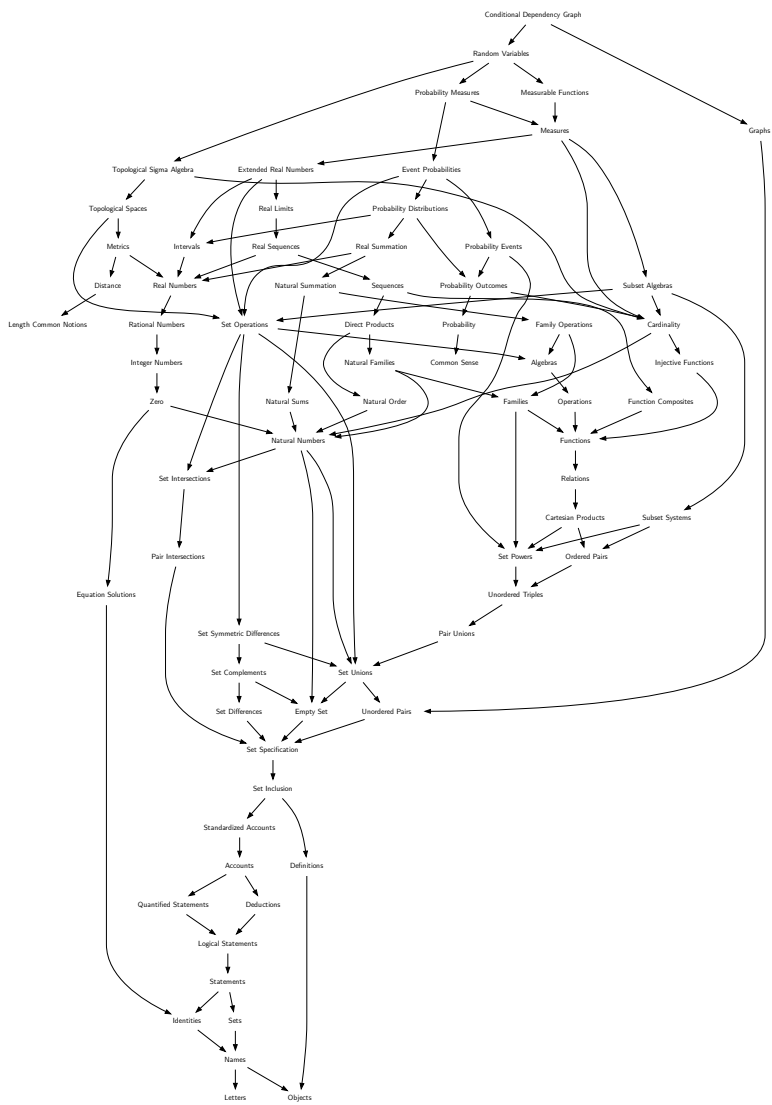 Conditional Dependency Graph
Random Variables
Probability Measures
Measurable Functions
Measures
Graphs
Topological Sigma Algebra
Extended Real Numbers
Event Probabilities
Topological Spaces
Real Limits
Probability Distributions
Metrics
Intervals
Real Sequences
Real Summation
Probability Events
Distance
Real Numbers
Natural Summation
Sequences
Probability Outcomes
Subset Algebras
Length Common Notions
Rational Numbers
Set Operations
Direct Products
Probability
Family Operations
Cardinality
Integer Numbers
Natural Families
Common Sense
Algebras
Injective Functions
Zero
Natural Sums
Natural Order
Families
Operations
Function Composites
Natural Numbers
Functions
Set Intersections
Relations
Cartesian Products
Subset Systems
Pair Intersections
Set Powers
Ordered Pairs
Equation Solutions
Unordered Triples
Set Symmetric Differences
Pair Unions
Set Complements
Set Unions
Set Differences
Empty Set
Unordered Pairs
Set Specification
Set Inclusion
Standardized Accounts
Accounts
Definitions
Quantified Statements
Deductions
Logical Statements
Statements
Identities
Sets
Names
Letters
Objects